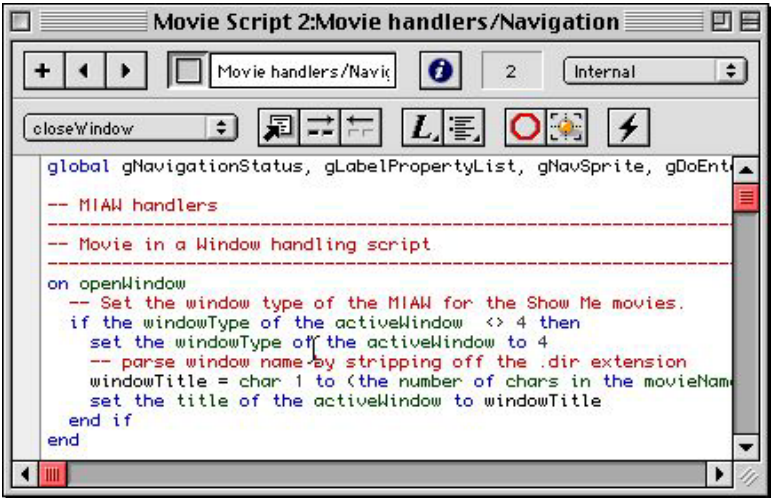 Movie Script 2:Movie handlers/Navigation
Movie handlers/Navig
2
Internal
closeWindow
L
global gNavigationStatus, gLabelPropertyList, gNavSprite, gDoEnt
-- MIAW handlers
-- Movie in a Window handling script
on openWindow
-- Set the window type of the MIAW for the Show Me movies.
if the windowType of the activeWindow <> 4 then
set the windowType of the activeWindow to 4
-- parse window name by stripping off the .dir extension
windowTitle = char 1 to (the number of chars in the movieName
set the title of the activeWindow to windowTitle
end if
end